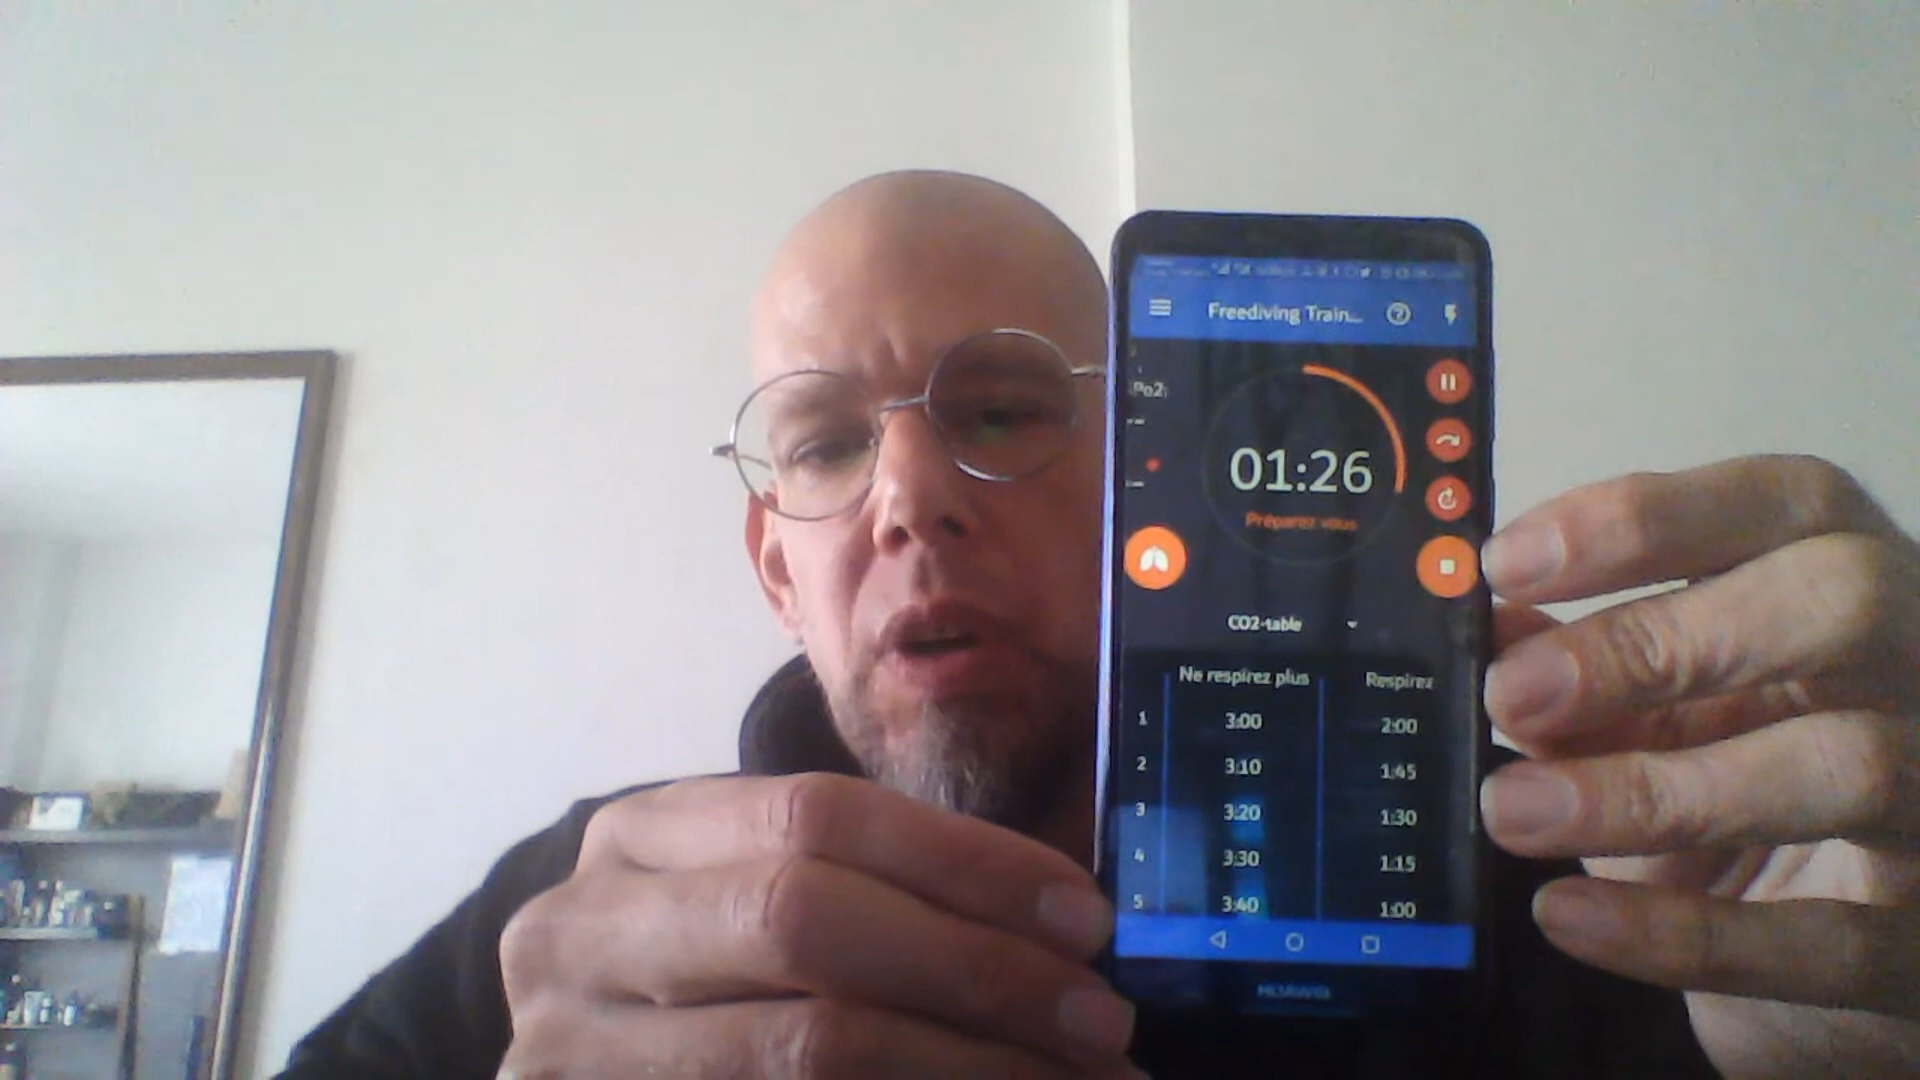 Freediving Train...
Po2:
01:26
Préparez vous
CO2-table
Ne respirez plus Respirez
1 3:00 2:00
2 3:10 1:45
3 3:20 1:30
4 3:30 1:15
5 3:40 1:00
HUAWEI